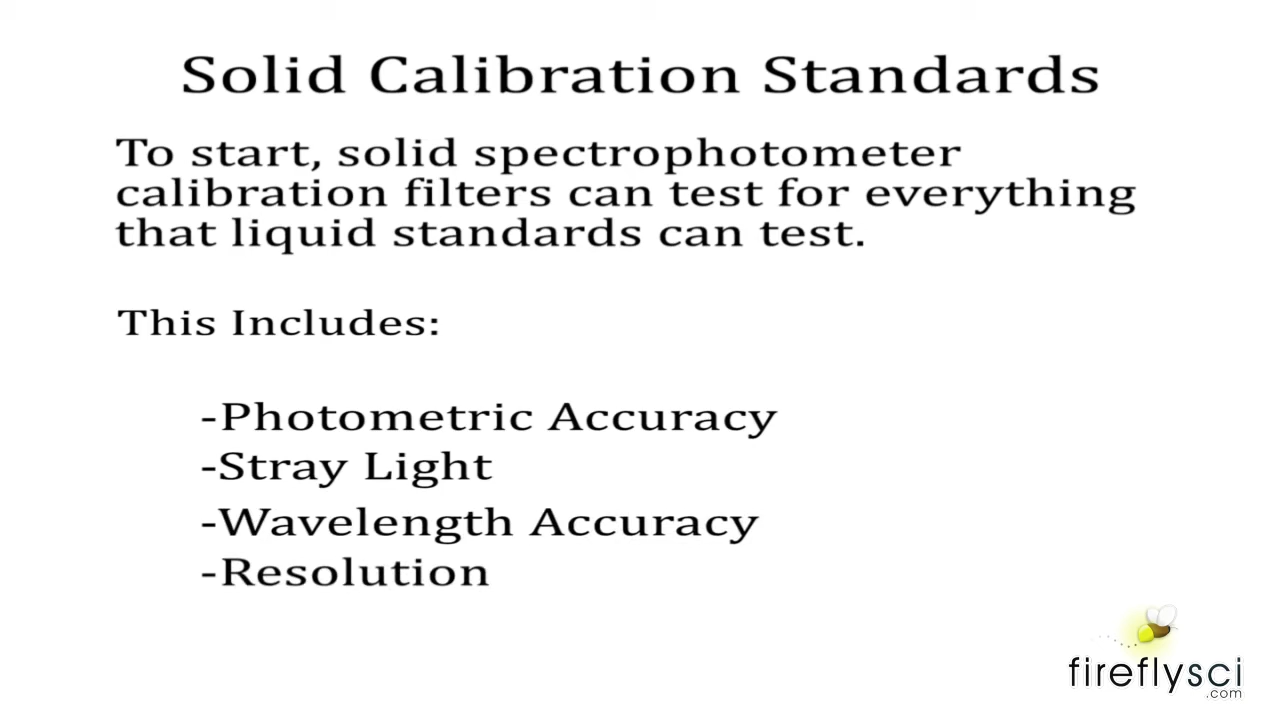 Solid Calibration Standards
To start, solid spectrophotometer
calibration filters can test for everything
that liquid standards can test.
This Includes:
-Photometric Accuracy
-Stray Light
-Wavelength Accuracy
-Resolution
fireflysci
.com